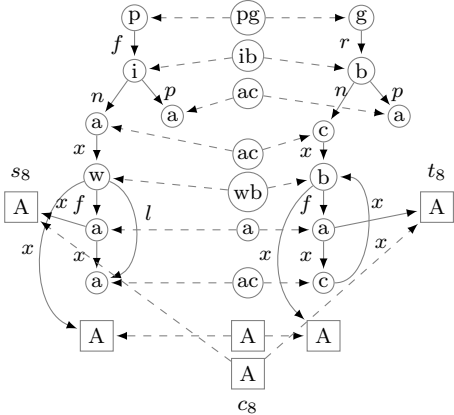 p pg g
f r
i ib b
n p ac n p
a a a
ac c
x x
w wb b
s₈ t₈
A x f l f x A
a a a
x x x x x
a ac c
A A A
A
c₈